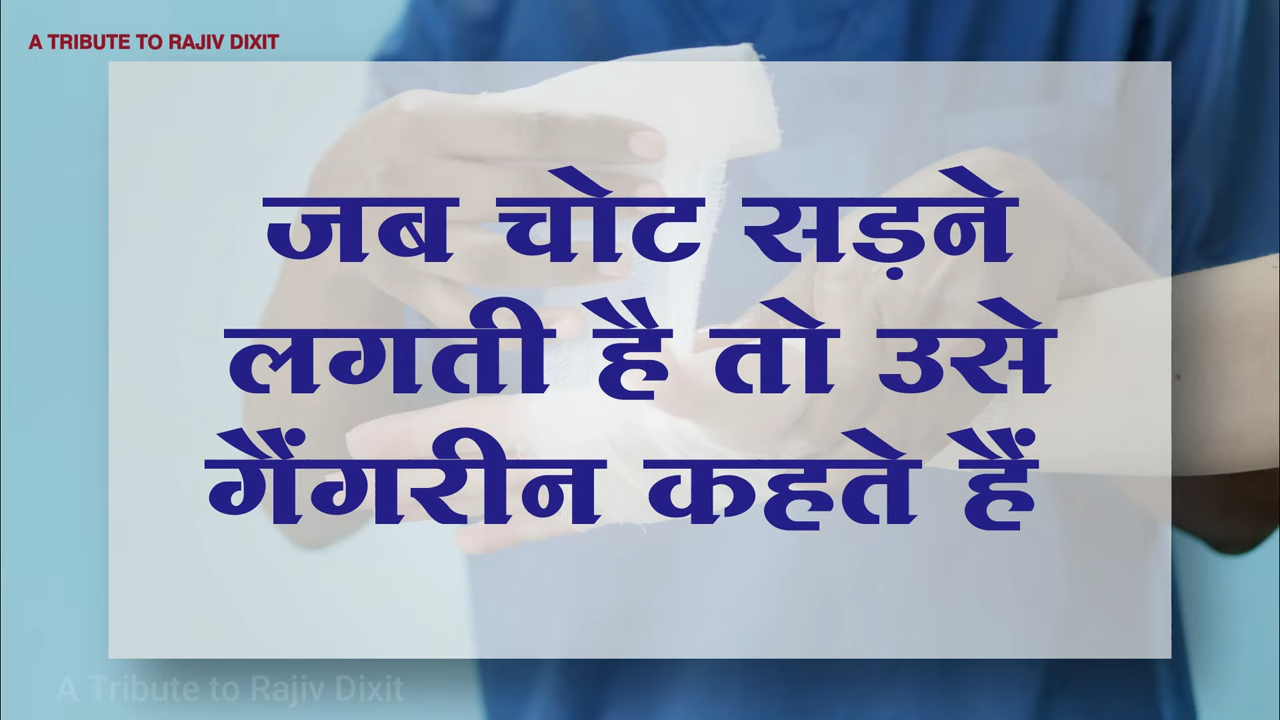 A TRIBUTE TO RAJIV DIXIT
जब चोट सड़ने
लगती है तो उसे
गैंगरीन कहते हैं
A Tribute to Rajiv Dixit